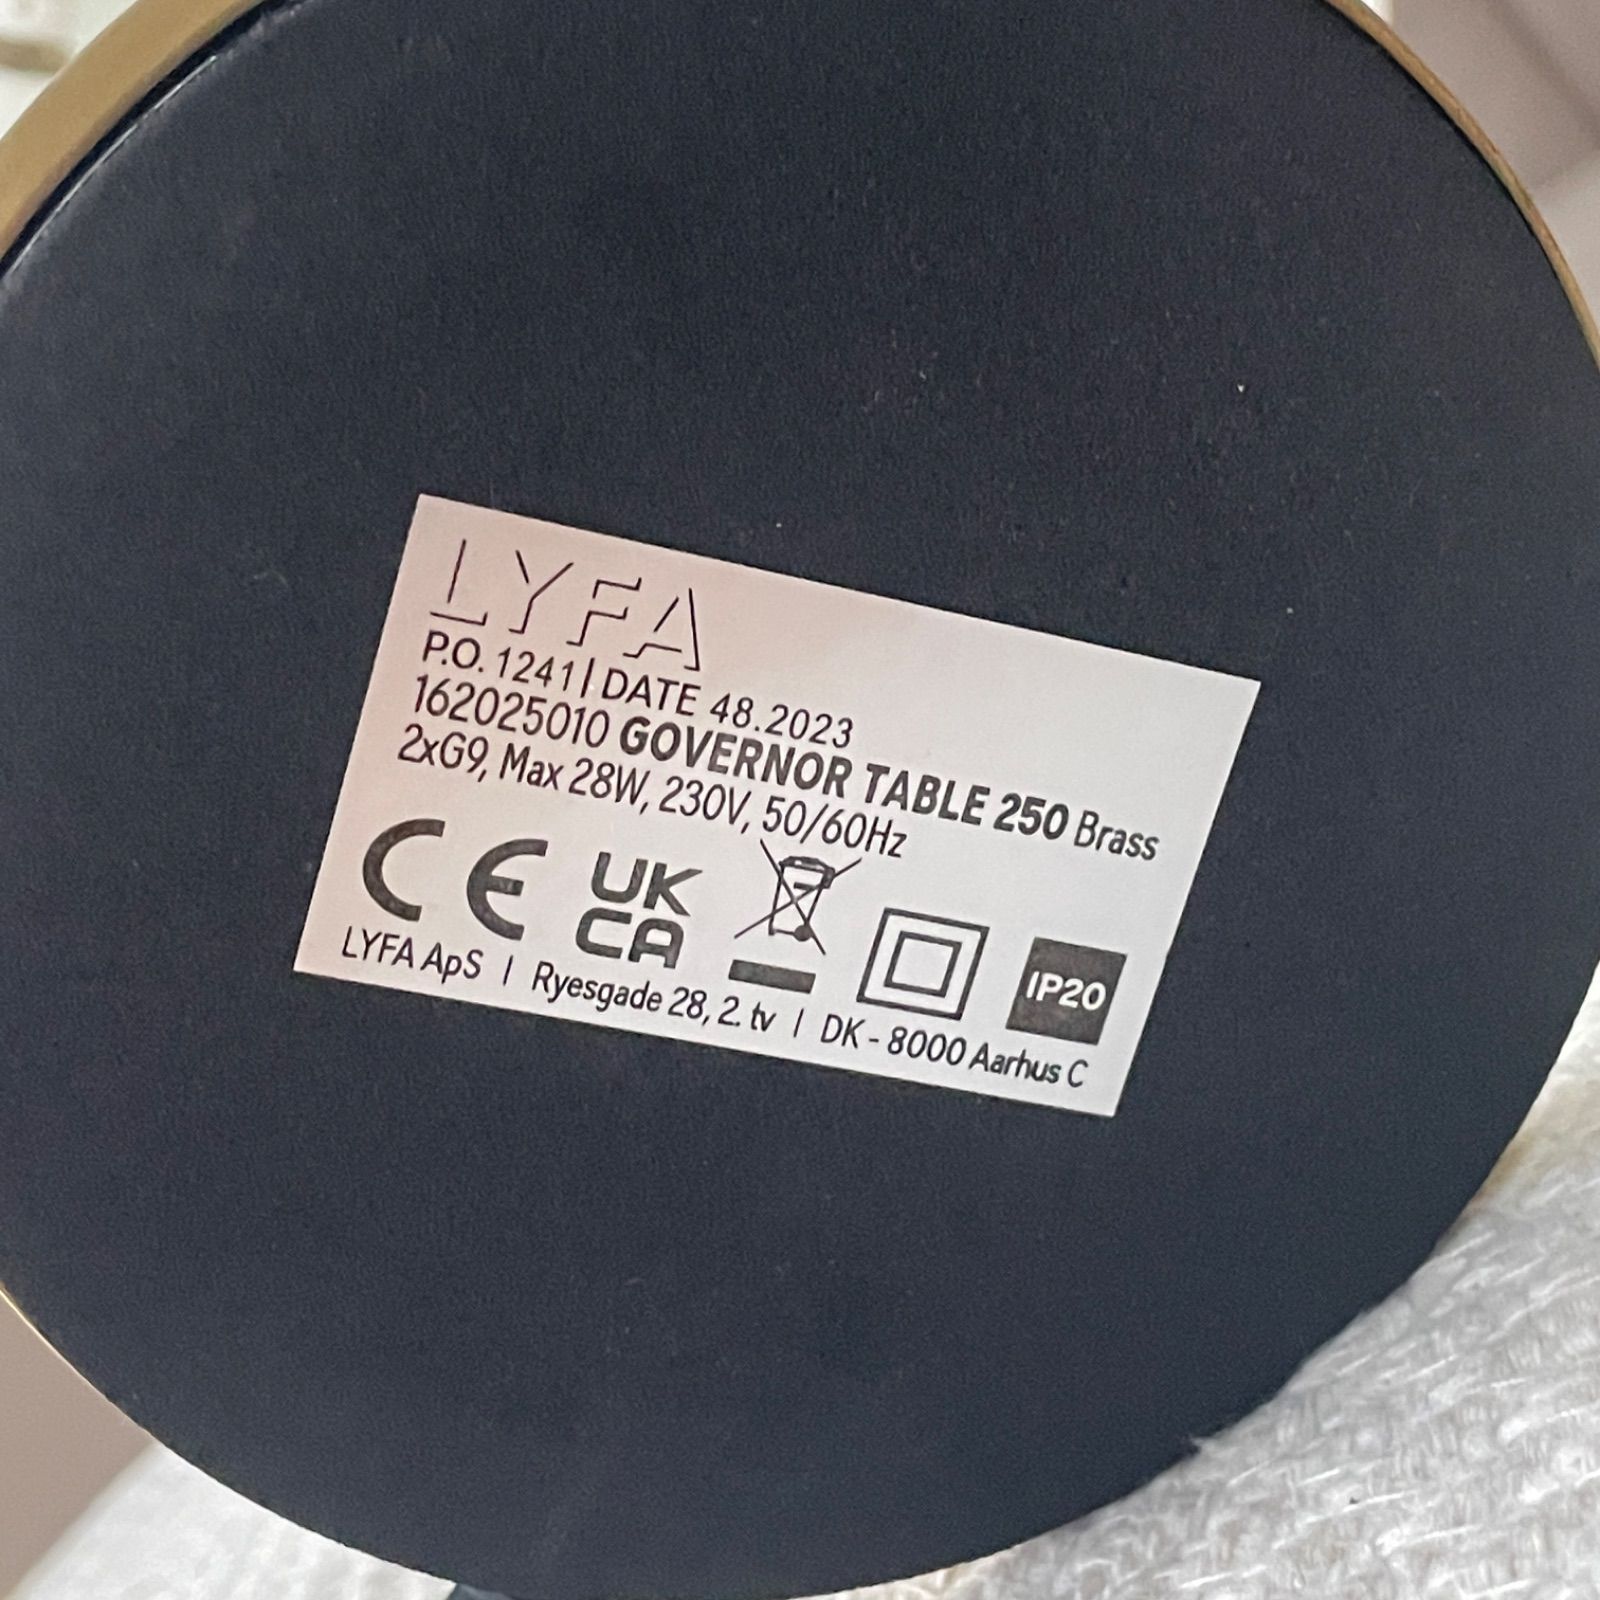 LYFA
P.O. 1241 | DATE 48.2023
162025010 GOVERNOR TABLE 250 Brass
2xG9, Max 28W, 230V, 50/60Hz
CE UK CA IP20
LYFA ApS | Ryesgade 28, 2. tv | DK - 8000 Aarhus C